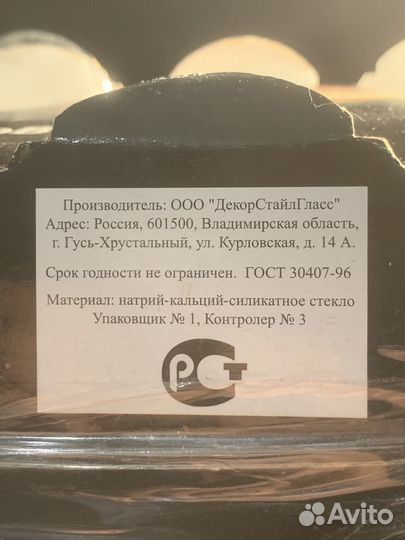 Производитель: ООО "ДекорСтайлГласс"
Адрес: Россия, 601500, Владимирская область,
г. Гусь-Хрустальный, ул. Курловская, д. 14 А.
Срок годности не ограничен. ГОСТ 30407-96
Материал: натрий-кальций-силикатное стекло
Упаковщик № 1, Контролер № 3
РСТ
Avito